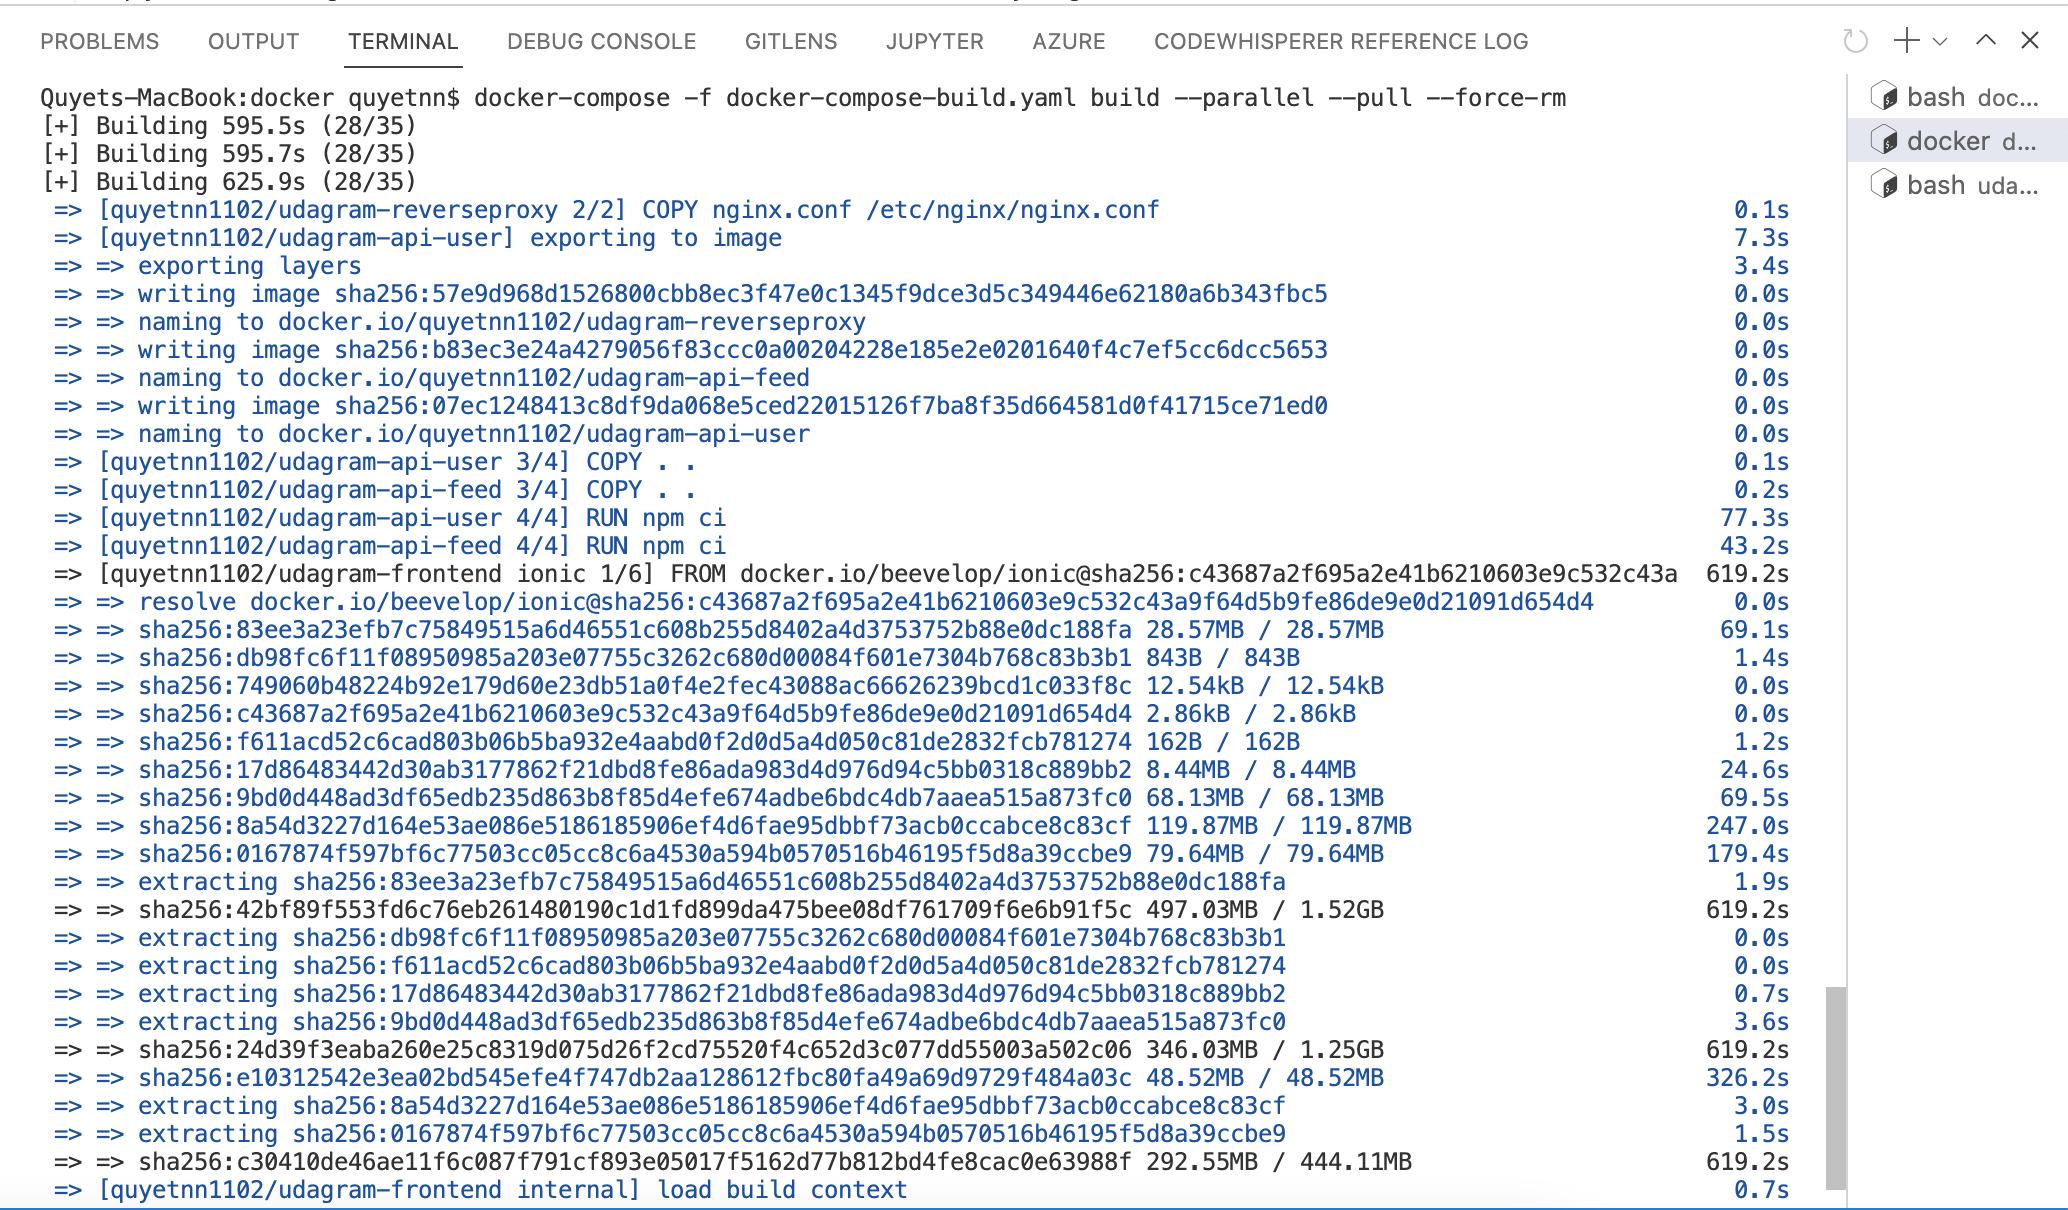 PROBLEMS OUTPUT TERMINAL DEBUG CONSOLE GITLENS JUPYTER AZURE CODEWHISPERER REFERENCE LOG
Quyets-MacBook:docker quyetnn$ docker-compose -f docker-compose-build.yaml build --parallel --pull --force-rm
[+] Building 595.5s (28/35)
[+] Building 595.7s (28/35)
[+] Building 625.9s (28/35)
=> [quyetnn1102/udagram-reverseproxy 2/2] COPY nginx.conf /etc/nginx/nginx.conf 0.1s
=> [quyetnn1102/udagram-api-user] exporting to image 7.3s
=> => exporting layers 3.4s
=> => writing image sha256:57e9d968d1526800cbb8ec3f47e0c1345f9dce3d5c349446e62180a6b343fbc5 0.0s
=> => naming to docker.io/quyetnn1102/udagram-reverseproxy 0.0s
=> => writing image sha256:b83ec3e24a4279056f83ccc0a00204228e185e2e0201640f4c7ef5cc6dcc5653 0.0s
=> => naming to docker.io/quyetnn1102/udagram-api-feed 0.0s
=> => writing image sha256:07ec1248413c8df9da068e5ced22015126f7ba8f35d664581d0f41715ce71ed0 0.0s
=> => naming to docker.io/quyetnn1102/udagram-api-user 0.0s
=> [quyetnn1102/udagram-api-user 3/4] COPY . . 0.1s
=> [quyetnn1102/udagram-api-feed 3/4] COPY . . 0.2s
=> [quyetnn1102/udagram-api-user 4/4] RUN npm ci 77.3s
=> [quyetnn1102/udagram-api-feed 4/4] RUN npm ci 43.2s
=> [quyetnn1102/udagram-frontend ionic 1/6] FROM docker.io/beevelop/ionic@sha256:c43687a2f695a2e41b6210603e9c532c43a 619.2s
=> => resolve docker.io/beevelop/ionic@sha256:c43687a2f695a2e41b6210603e9c532c43a9f64d5b9fe86de9e0d21091d654d4 0.0s
=> => sha256:83ee3a23efb7c75849515a6d46551c608b255d8402a4d3753752b88e0dc188fa 28.57MB / 28.57MB 69.1s
=> => sha256:db98fc6f11f08950985a203e07755c3262c680d00084f601e7304b768c83b3b1 843B / 843B 1.4s
=> => sha256:749060b48224b92e179d60e23db51a0f4e2fec43088ac66626239bcd1c033f8c 12.54kB / 12.54kB 0.0s
=> => sha256:c43687a2f695a2e41b6210603e9c532c43a9f64d5b9fe86de9e0d21091d654d4 2.86kB / 2.86kB 0.0s
=> => sha256:f611acd52c6cad803b06b5ba932e4aabd0f2d0d5a4d050c81de2832fcb781274 162B / 162B 1.2s
=> => sha256:17d86483442d30ab3177862f21dbd8fe86ada983d4d976d94c5bb0318c889bb2 8.44MB / 8.44MB 24.6s
=> => sha256:9bd0d448ad3df65edb235d863b8f85d4efe674adbe6bdc4db7aaea515a873fc0 68.13MB / 68.13MB 69.5s
=> => sha256:8a54d3227d164e53ae086e5186185906ef4d6fae95dbbf73acb0ccabce8c83cf 119.87MB / 119.87MB 247.0s
=> => sha256:0167874f597bf6c77503cc05cc8c6a4530a594b0570516b46195f5d8a39ccbe9 79.64MB / 79.64MB 179.4s
=> => extracting sha256:83ee3a23efb7c75849515a6d46551c608b255d8402a4d3753752b88e0dc188fa 1.9s
=> => sha256:42bf89f553fd6c76eb261480190c1d1fd899da475bee08df761709f6e6b91f5c 497.03MB / 1.52GB 619.2s
=> => extracting sha256:db98fc6f11f08950985a203e07755c3262c680d00084f601e7304b768c83b3b1 0.0s
=> => extracting sha256:f611acd52c6cad803b06b5ba932e4aabd0f2d0d5a4d050c81de2832fcb781274 0.0s
=> => extracting sha256:17d86483442d30ab3177862f21dbd8fe86ada983d4d976d94c5bb0318c889bb2 0.7s
=> => extracting sha256:9bd0d448ad3df65edb235d863b8f85d4efe674adbe6bdc4db7aaea515a873fc0 3.6s
=> => sha256:24d39f3eaba260e25c8319d075d26f2cd75520f4c652d3c077dd55003a502c06 346.03MB / 1.25GB 619.2s
=> => sha256:e10312542e3ea02bd545efe4f747db2aa128612fbc80fa49a69d9729f484a03c 48.52MB / 48.52MB 326.2s
=> => extracting sha256:8a54d3227d164e53ae086e5186185906ef4d6fae95dbbf73acb0ccabce8c83cf 3.0s
=> => extracting sha256:0167874f597bf6c77503cc05cc8c6a4530a594b0570516b46195f5d8a39ccbe9 1.5s
=> => sha256:c30410de46ae11f6c087f791cf893e05017f5162d77b812bd4fe8cac0e63988f 292.55MB / 444.11MB 619.2s
=> [quyetnn1102/udagram-frontend internal] load build context 0.7s
bash doc...
docker d...
bash uda...